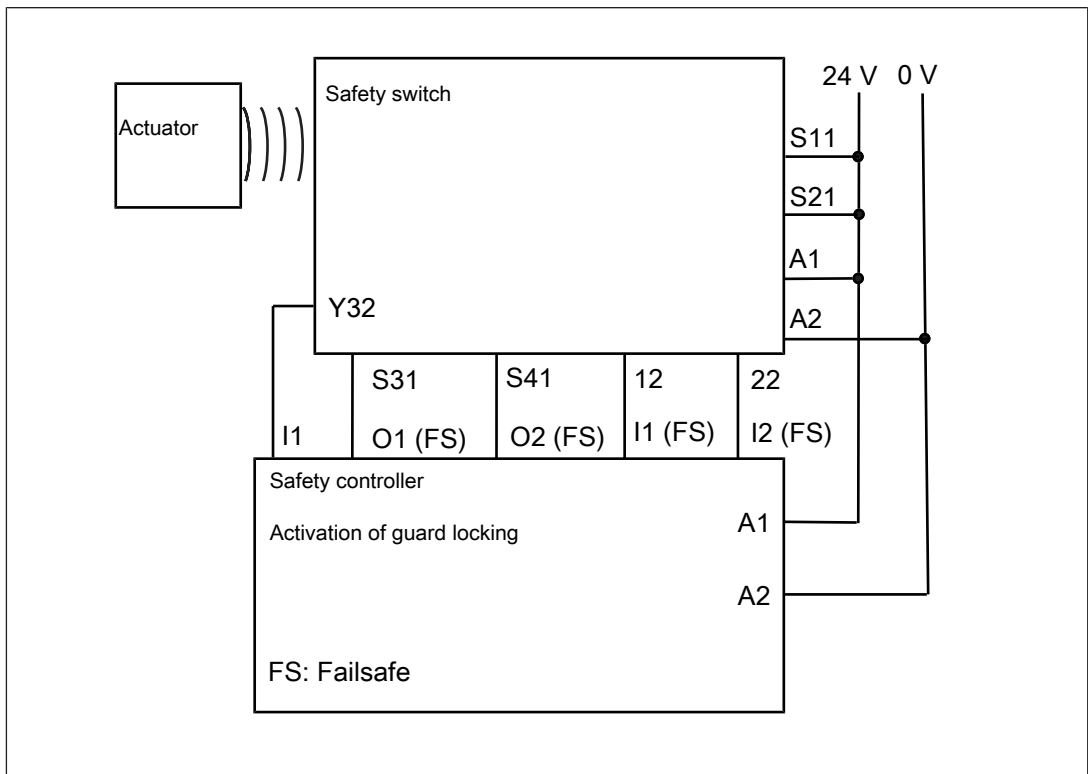 24 V 0 V
Safety switch
Actuator
S11
S21
A1
A2
Y32
S31 S41 12 22
I1 O1 (FS) O2 (FS) I1 (FS) I2 (FS)
Safety controller
Activation of guard locking
A1
A2
FS: Failsafe